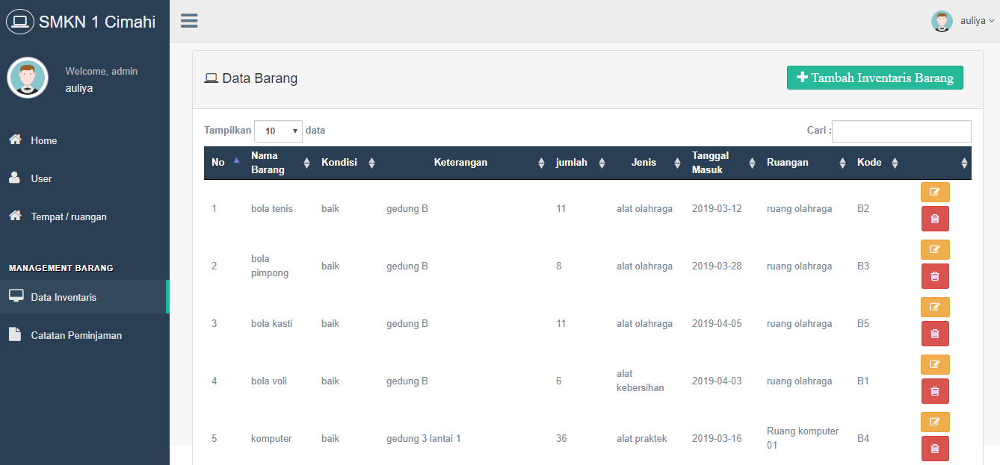 SMKN 1 Cimahi
auliya
Welcome, admin
auliya
Home
User
Tempat / ruangan
MANAGEMENT BARANG
Data Inventaris
Catatan Peminjaman
Data Barang
Tambah Inventaris Barang
Tampilkan 10 data
Cari :
No Nama Barang Kondisi Keterangan jumlah Jenis Tanggal Masuk Ruangan Kode
1 bola tenis baik gedung B 11 alat olahraga 2019-03-12 ruang olahraga B2
2 bola pimpong baik gedung B 8 alat olahraga 2019-03-28 ruang olahraga B3
3 bola kasti baik gedung B 11 alat olahraga 2019-04-05 ruang olahraga B5
4 bola voli baik gedung B 6 alat kebersihan 2019-04-03 ruang olahraga B1
5 komputer baik gedung 3 lantai 1 36 alat praktek 2019-03-16 Ruang komputer 01 B4